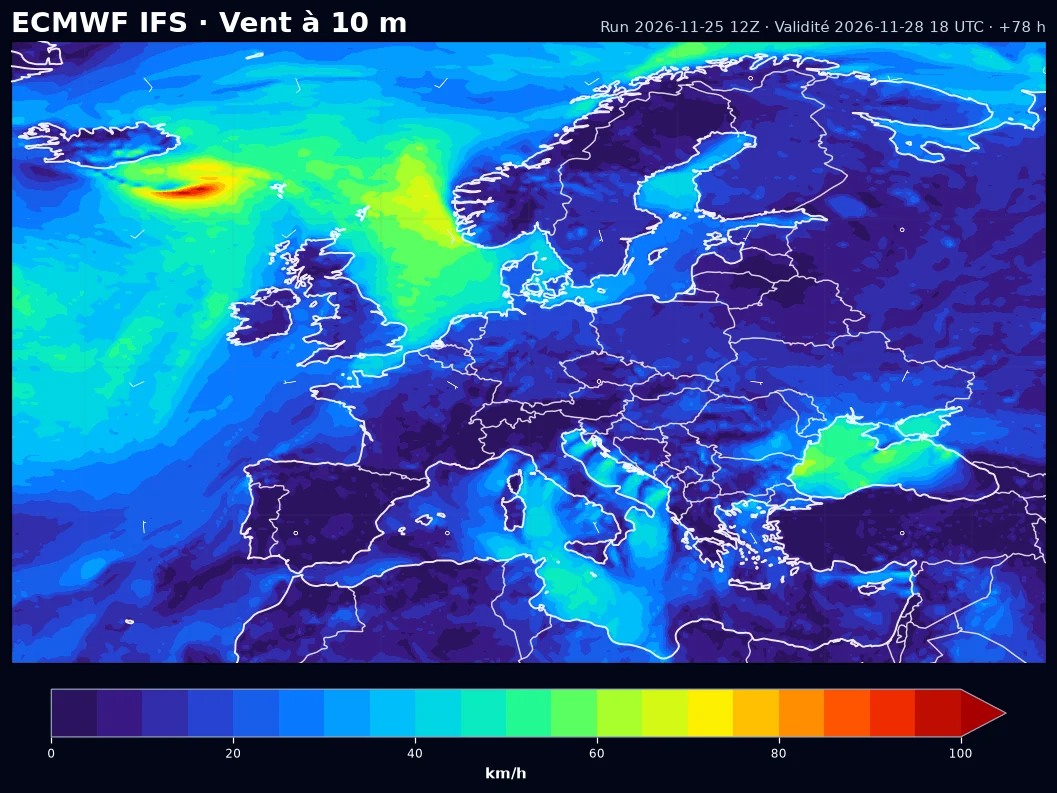 ECMWF IFS · Vent à 10 m
Run 2026-11-25 12Z · Validité 2026-11-28 18 UTC · +78 h
0 20 40 60 80 100
km/h